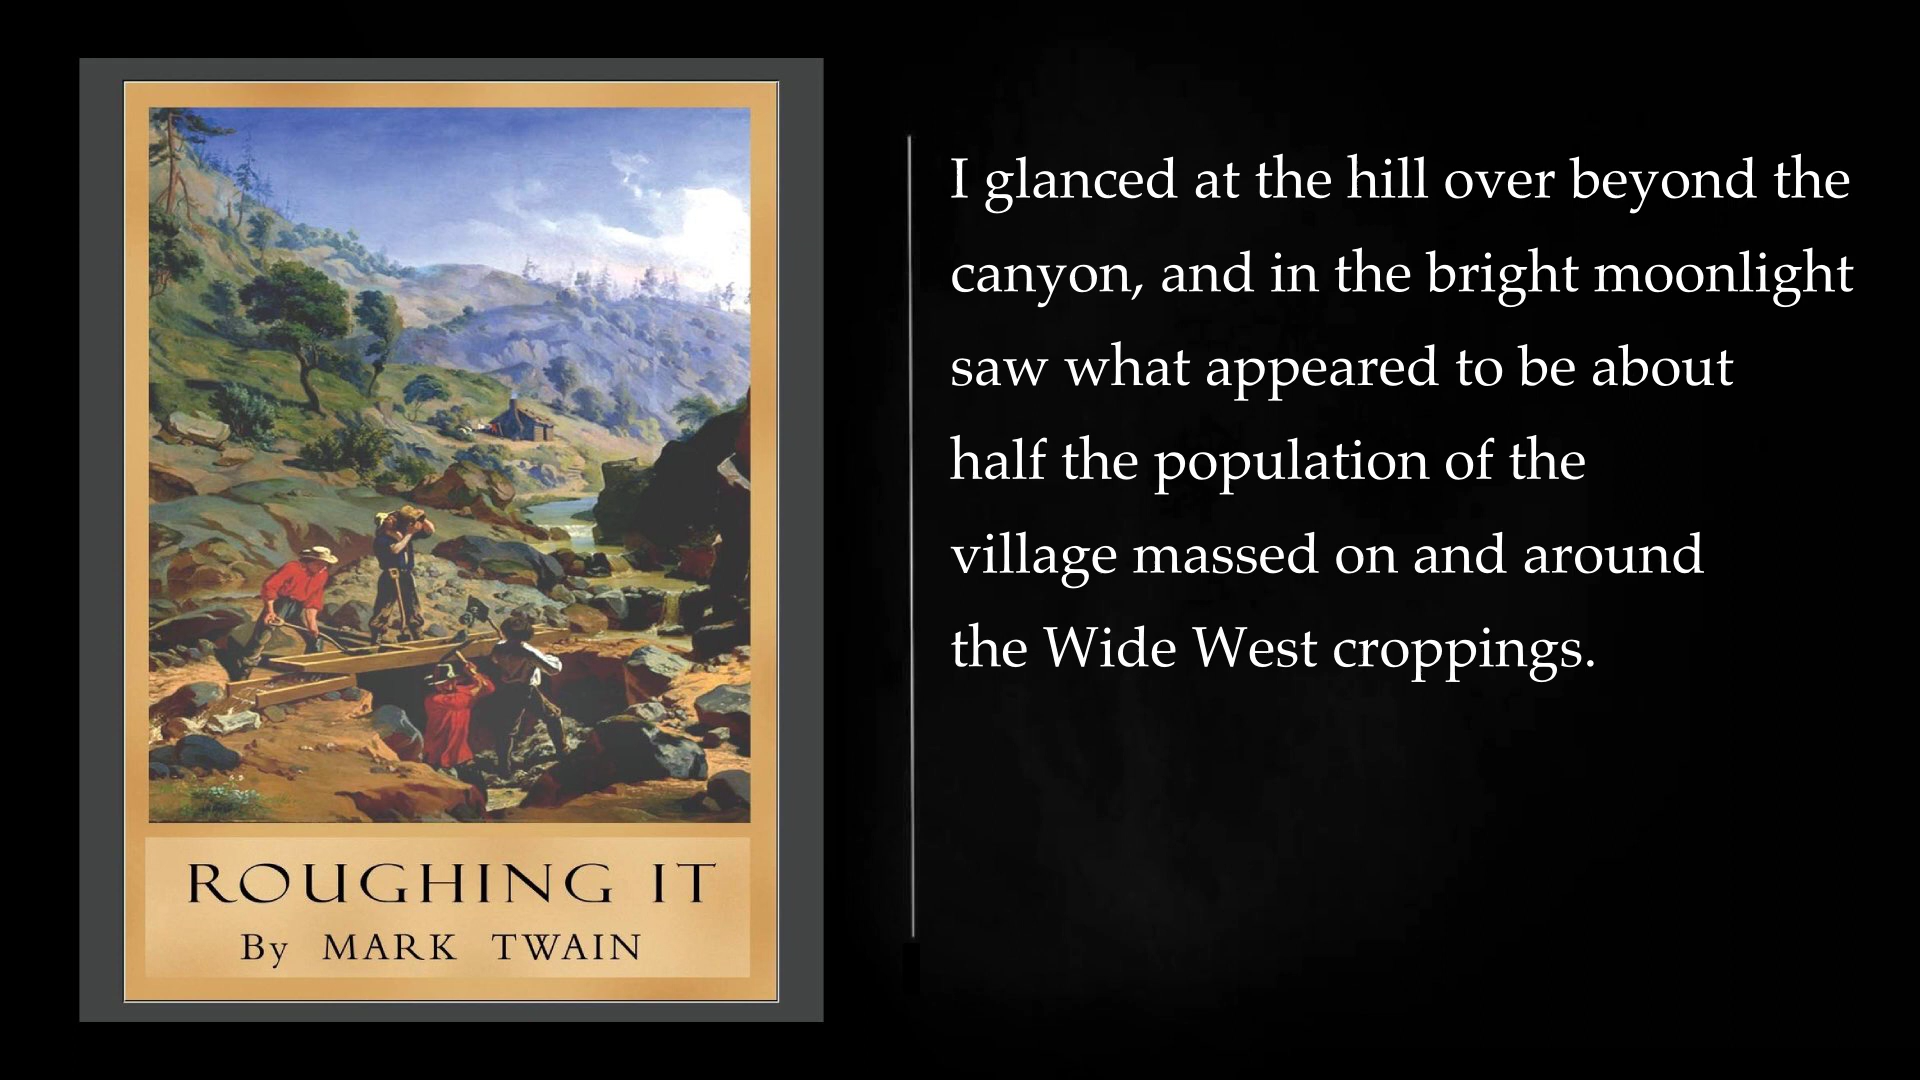 ROUGHING IT
By MARK TWAIN
I glanced at the hill over beyond the
canyon, and in the bright moonlight
saw what appeared to be about
half the population of the
village massed on and around
the Wide West croppings.